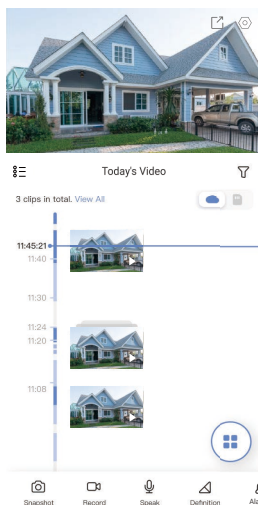 Today's Video
3 clips in total. View All
11:45:21
11:40
11:30
11:24
11:20
11:08
Snapshot
Record
Speak
Definition